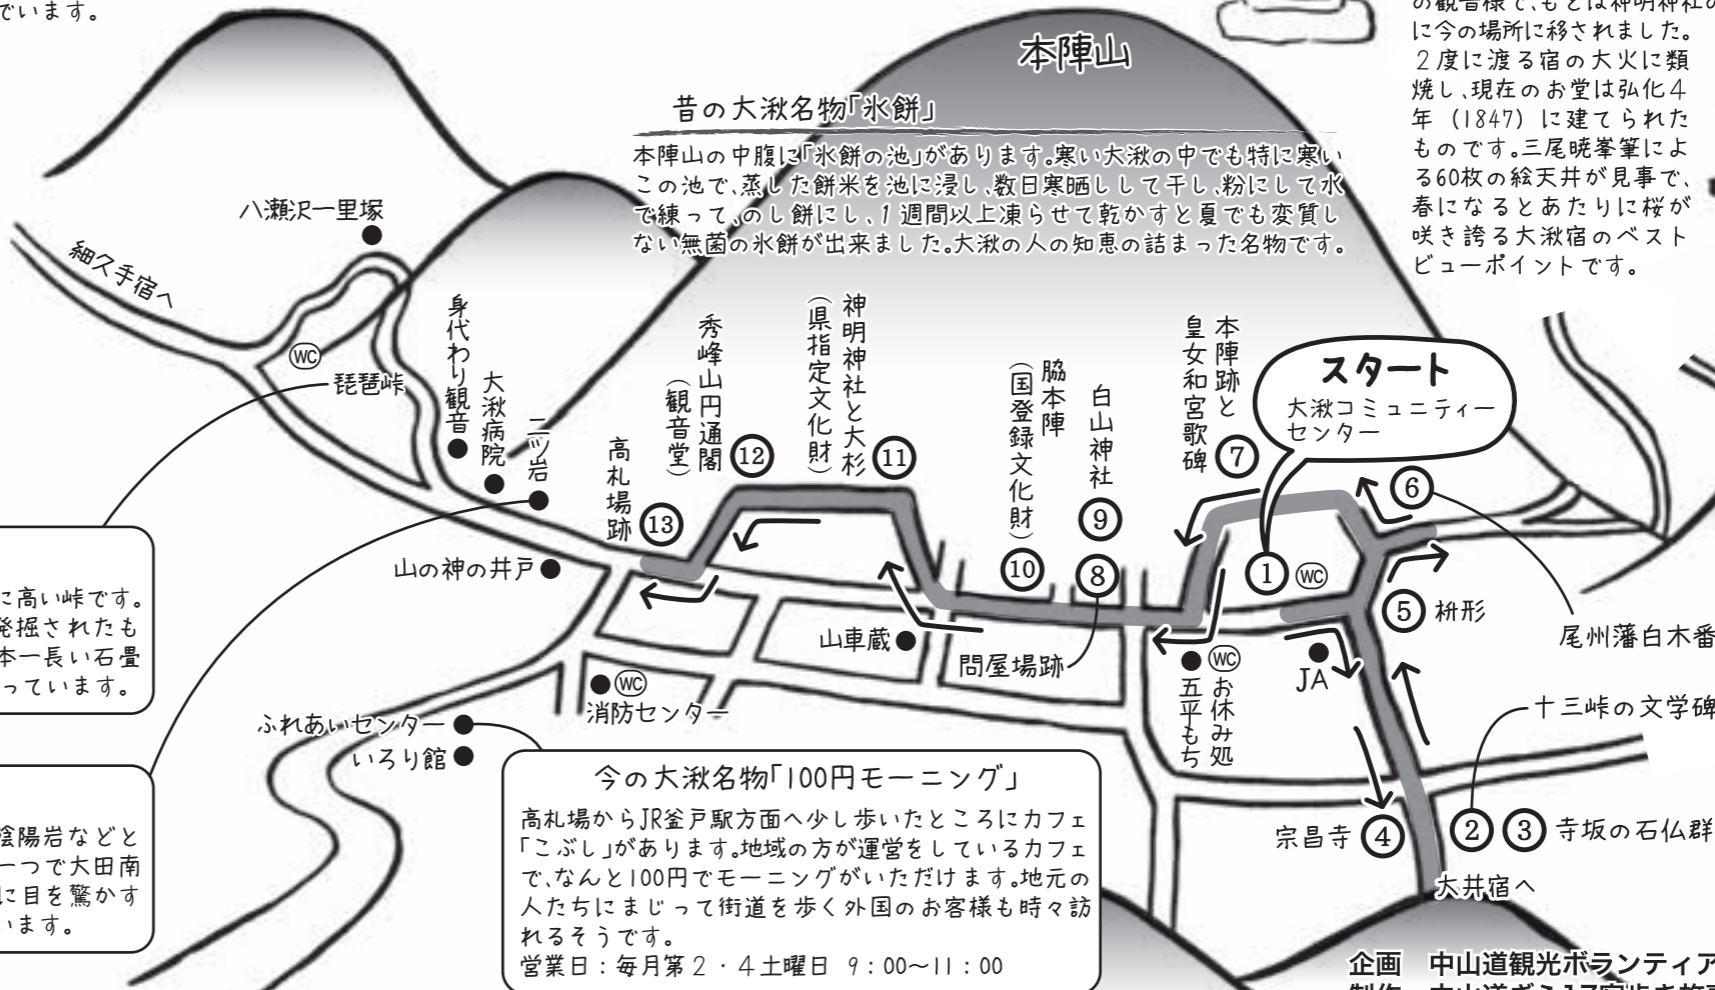 でいます。
の観音様で、もとは神明神社の
に今の場所に移されました。
2度に渡る宿の大火に類
焼し、現在のお堂は弘化4
年（1847）に建てられた
ものです。三尾暁峯筆によ
る60枚の絵天井が見事で、
春になるとあたりに桜が
咲き誇る大湫宿のベスト
ビューポイントです。
本陣山
昔の大湫名物「氷餅」
本陣山の中腹に「氷餅の池」があります。寒い大湫の中でも特に寒い
この池で、蒸した餅米を池に浸し、数日寒晒しして干し、粉にして水
で練って、のし餅にし、1週間以上凍らせて乾かすと夏でも変質し
ない無菌の氷餅が出来ました。大湫の人の知恵の詰まった名物です。
八瀬沢一里塚
細久手宿へ
WC
琵琶峠
身代わり観音
大湫病院
二ツ岩
高札場跡
⑬
秀峰山円通閣
（観音堂）
⑫
神明神社と大杉
（県指定文化財）
⑪
脇本陣
（国登録文化財）
⑩
白山神社
⑨
⑧
本陣跡と
皇女和宮歌碑
⑦
スタート
大湫コミュニティー
センター
① WC
⑥
⑤ 枡形
尾州藩白木番
十三峠の文学碑
② ③ 寺坂の石仏群
宗昌寺 ④
大井宿へ
JA
WC
お休み処
五平もち
問屋場跡
山車蔵
山の神の井戸
WC
消防センター
ふれあいセンター
いろり館
に高い峠です。
発掘されたも
本一長い石畳
っています。
陰陽岩などと
一つで大田南
に目を驚かす
います。
今の大湫名物「100円モーニング」
高札場からJR釜戸駅方面へ少し歩いたところにカフェ
「こぶし」があります。地域の方が運営をしているカフェ
で、なんと100円でモーニングがいただけます。地元の
人たちにまじって街道を歩く外国のお客様も時々訪
れるそうです。
営業日：毎月第2・4土曜日 9：00〜11：00
企画 中山道観光ボランティア